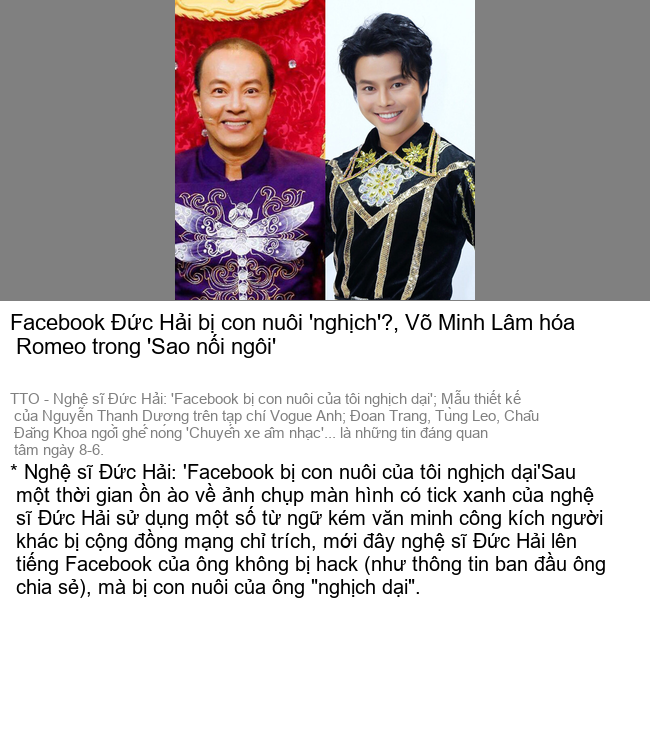 Facebook Đức Hải bị con nuôi 'nghịch'?, Võ Minh Lâm hóa
Romeo trong 'Sao nối ngôi'
TTO - Nghệ sĩ Đức Hải: 'Facebook bị con nuôi của tôi nghịch dại'; Mẫu thiết kế
của Nguyễn Thanh Dương trên tạp chí Vogue Anh; Đoan Trang, Tùng Leo, Châu
Đăng Khoa ngồi ghế nóng 'Chuyến xe âm nhạc'... là những tin đáng quan
tâm ngày 8-6.
* Nghệ sĩ Đức Hải: 'Facebook bị con nuôi của tôi nghịch dại'Sau
một thời gian ồn ào về ảnh chụp màn hình có tick xanh của nghệ
sĩ Đức Hải sử dụng một số từ ngữ kém văn minh công kích người
khác bị cộng đồng mạng chỉ trích, mới đây nghệ sĩ Đức Hải lên
tiếng Facebook của ông không bị hack (như thông tin ban đầu ông
chia sẻ), mà bị con nuôi của ông "nghịch dại".